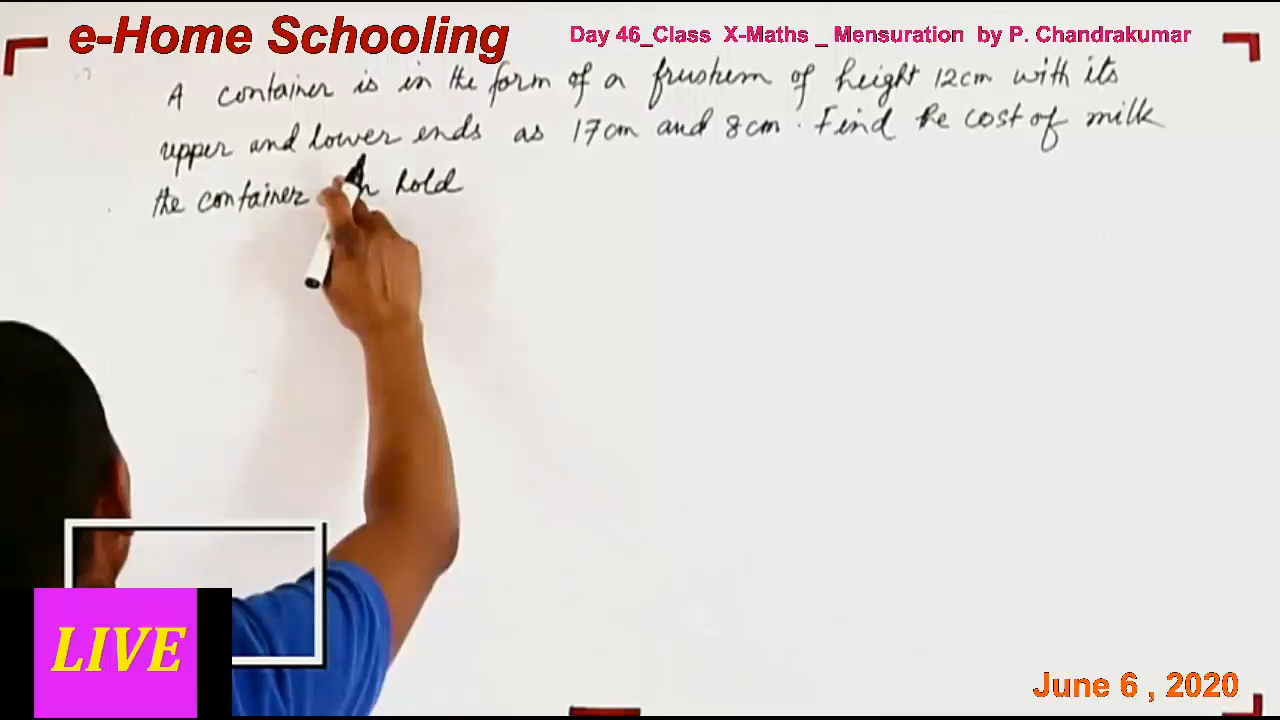 e-Home Schooling
Day 46_Class X-Maths _ Mensuration by P. Chandrakumar
A container is in the form of a frustum of height 12cm with its
upper and lower ends as 17cm and 8cm. Find the cost of milk
the container hold
LIVE
June 6 , 2020